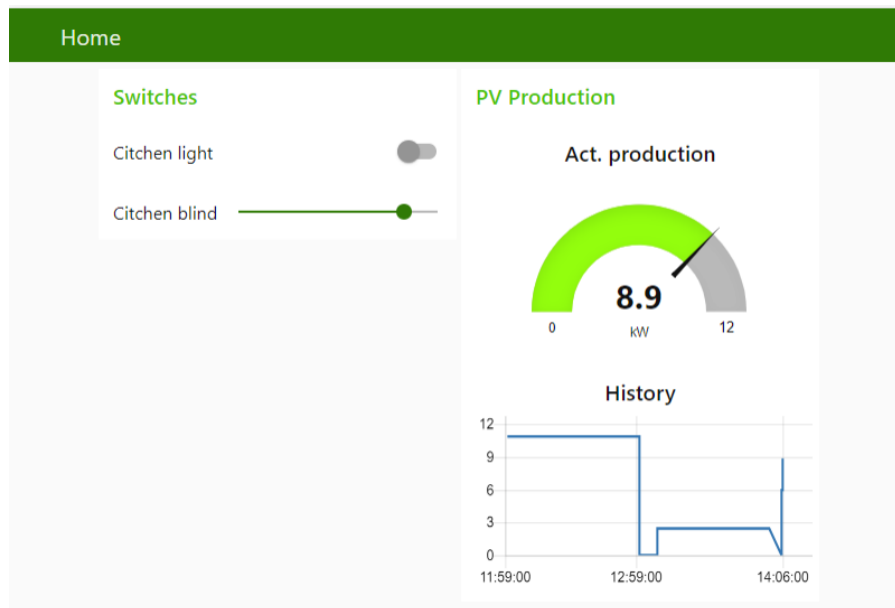 Home
Switches
Citchen light
Citchen blind
PV Production
Act. production
8.9
0 kW 12
History
12
9
6
3
0
11:59:00 12:59:00 14:06:00